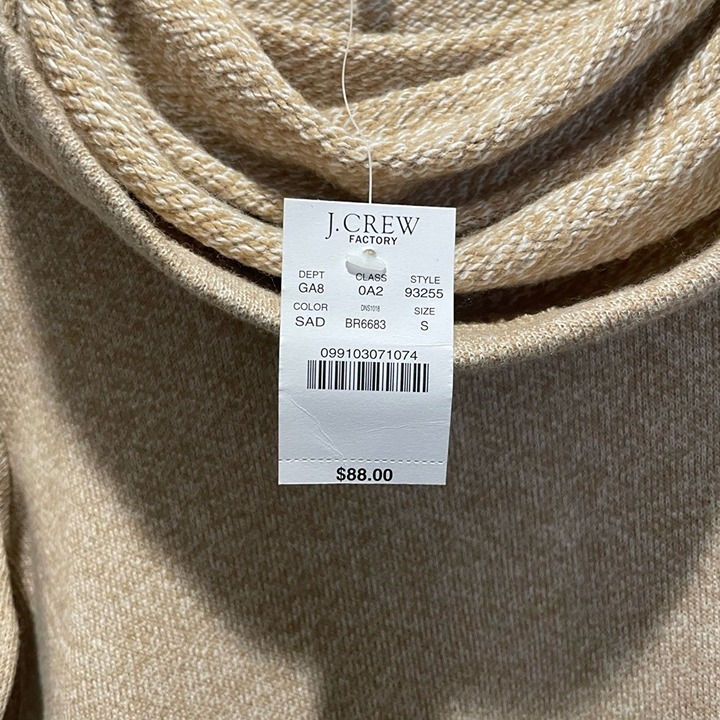 J.CREW
FACTORY
DEPT CLASS STYLE
GA8 0A2 93255
COLOR DNS1018 SIZE
SAD BR6683 S
099103071074
$88.00